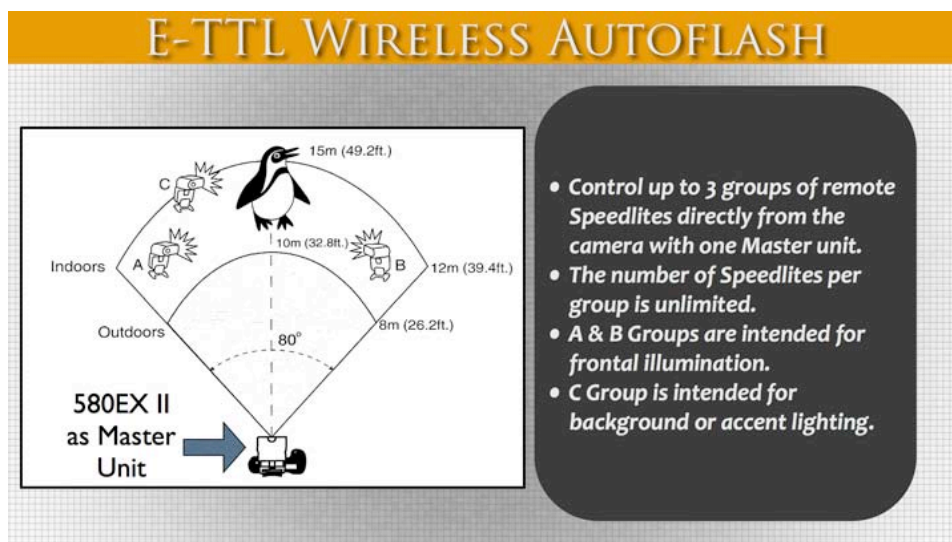 E-TTL WIRELESS AUTOFLASH
15m (49.2ft.)
C
10m (32.8ft.)
A
B
Indoors
12m (39.4ft.)
Outdoors
8m (26.2ft.)
80°
580EX II
as Master
Unit
• Control up to 3 groups of remote
Speedlites directly from the
camera with one Master unit.
• The number of Speedlites per
group is unlimited.
• A & B Groups are intended for
frontal illumination.
• C Group is intended for
background or accent lighting.